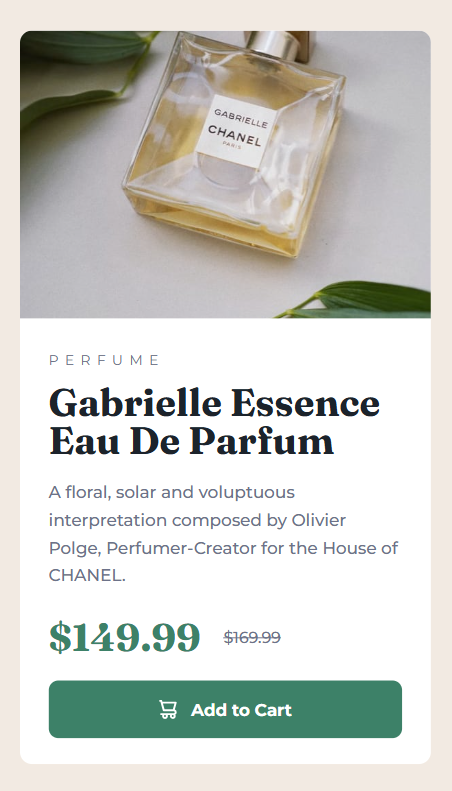 GABRIELLE
CHANEL
PARIS
PERFUME
Gabrielle Essence
Eau De Parfum
A floral, solar and voluptuous
interpretation composed by Olivier
Polge, Perfumer-Creator for the House of
CHANEL.
$149.99 $169.99
Add to Cart